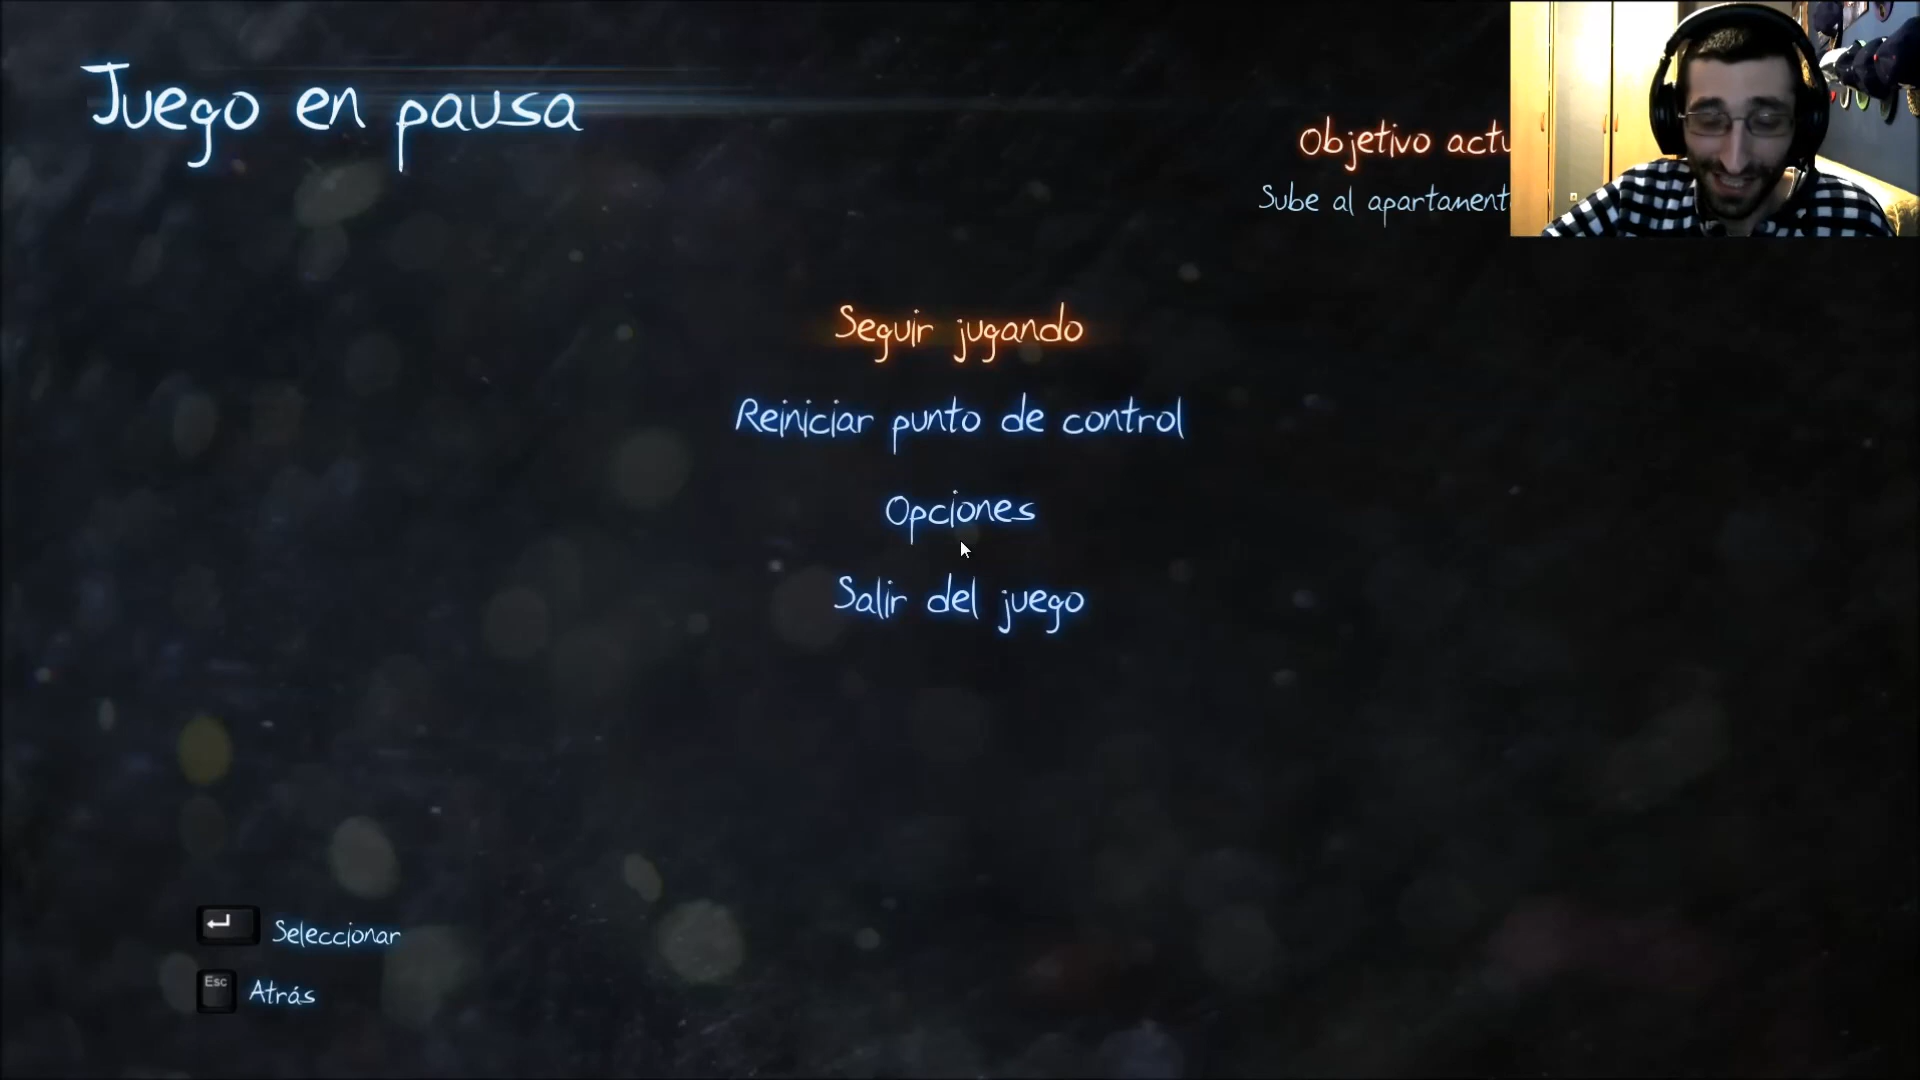 Juego en pausa
Objetivo actu
Sube al apartament
Seguir jugando
Reiniciar punto de control
Opciones
Salir del juego
Seleccionar
Esc
Atrás